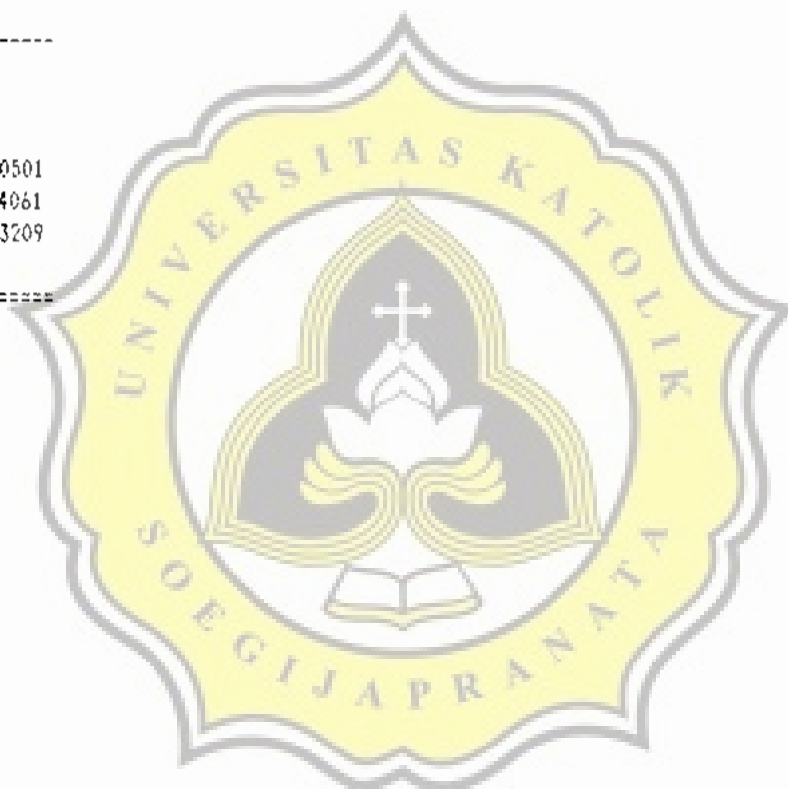 -----
0501
4061
3209
=====
UNIVERSITAS KATOLIK
SOEGIJAPRANATA